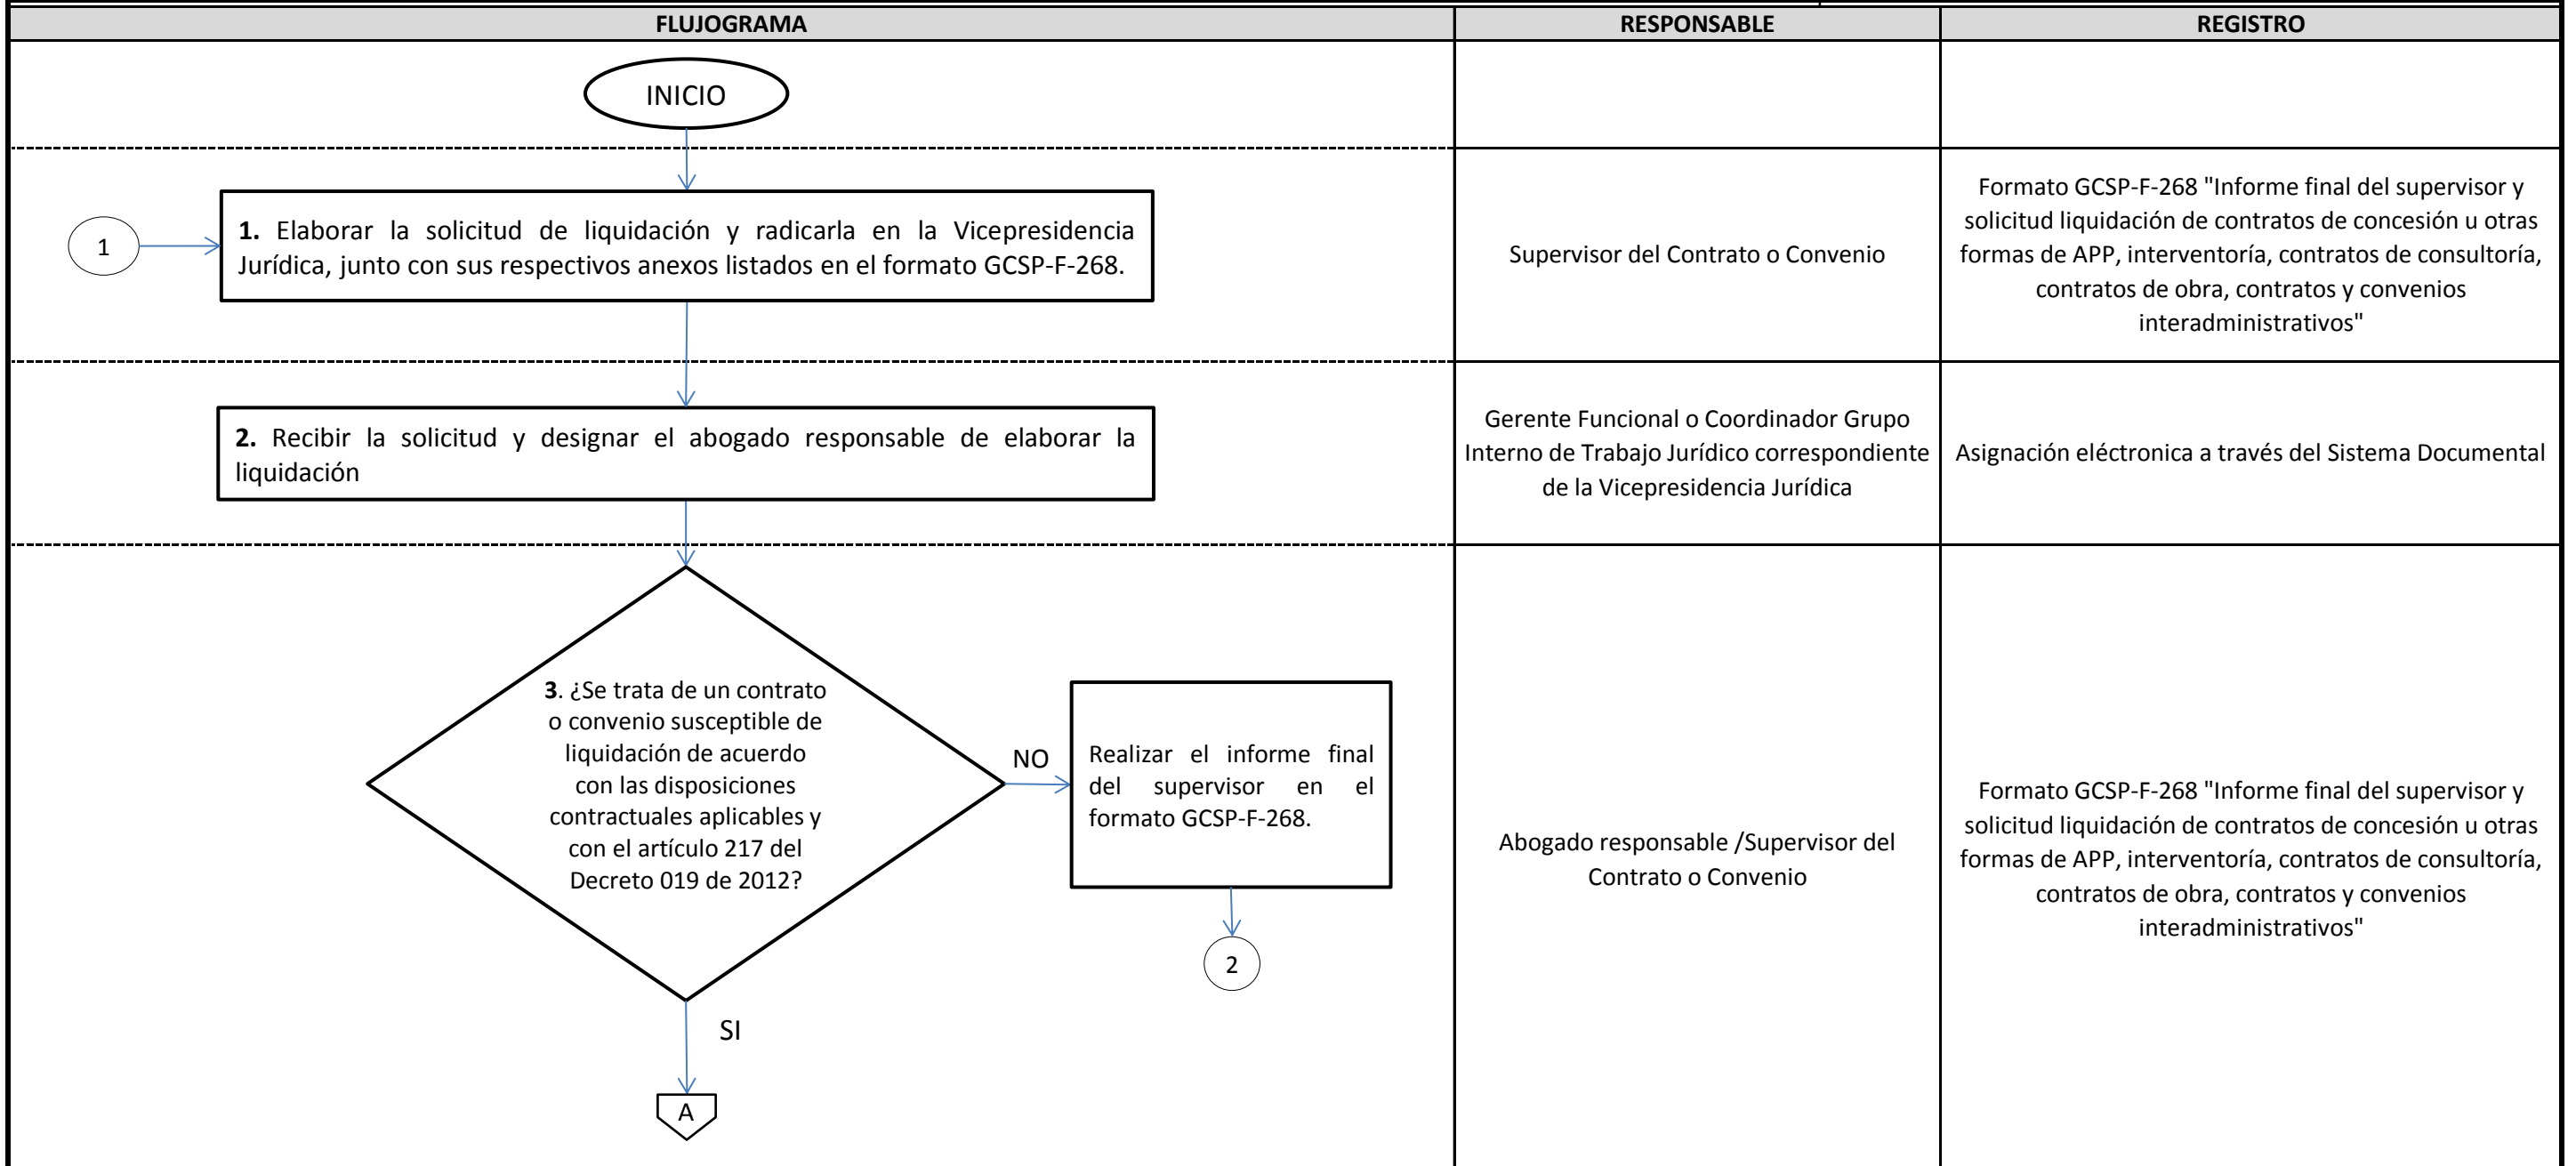 FLUJOGRAMA
RESPONSABLE
REGISTRO
INICIO
1
1. Elaborar la solicitud de liquidación y radicarla en la Vicepresidencia
Jurídica, junto con sus respectivos anexos listados en el formato GCSP-F-268.
Supervisor del Contrato o Convenio
Formato GCSP-F-268 "Informe final del supervisor y
solicitud liquidación de contratos de concesión u otras
formas de APP, interventoría, contratos de consultoría,
contratos de obra, contratos y convenios
interadministrativos"
2. Recibir la solicitud y designar el abogado responsable de elaborar la
liquidación
Gerente Funcional o Coordinador Grupo
Interno de Trabajo Jurídico correspondiente
de la Vicepresidencia Jurídica
Asignación eléctronica a través del Sistema Documental
3. ¿Se trata de un contrato
o convenio susceptible de
liquidación de acuerdo
con las disposiciones
contractuales aplicables y
con el artículo 217 del
Decreto 019 de 2012?
NO
Realizar el informe final
del supervisor en el
formato GCSP-F-268.
2
SI
A
Abogado responsable /Supervisor del
Contrato o Convenio
Formato GCSP-F-268 "Informe final del supervisor y
solicitud liquidación de contratos de concesión u otras
formas de APP, interventoría, contratos de consultoría,
contratos de obra, contratos y convenios
interadministrativos"